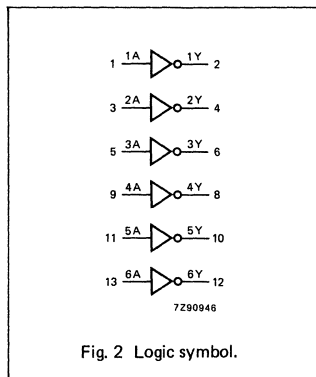 1 1A 1Y 2
3 2A 2Y 4
5 3A 3Y 6
9 4A 4Y 8
11 5A 5Y 10
13 6A 6Y 12
7Z90946
Fig. 2 Logic symbol.